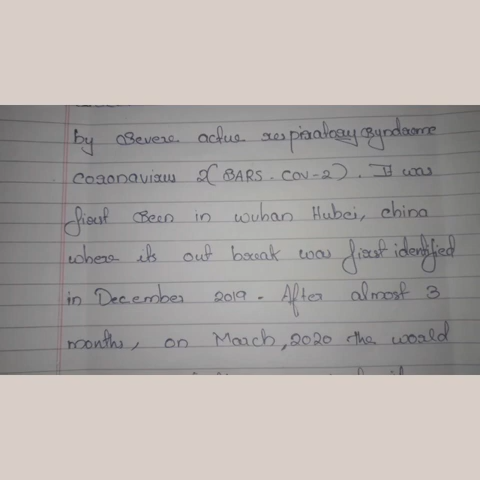 by Severe actue respiratory Syndrome
coronavirus 2 (SARS-COV-2). It was
first Seen in wuhan Hubei, china
where its out break was first identified
in December 2019. After almost 3
months, on March, 2020 the world